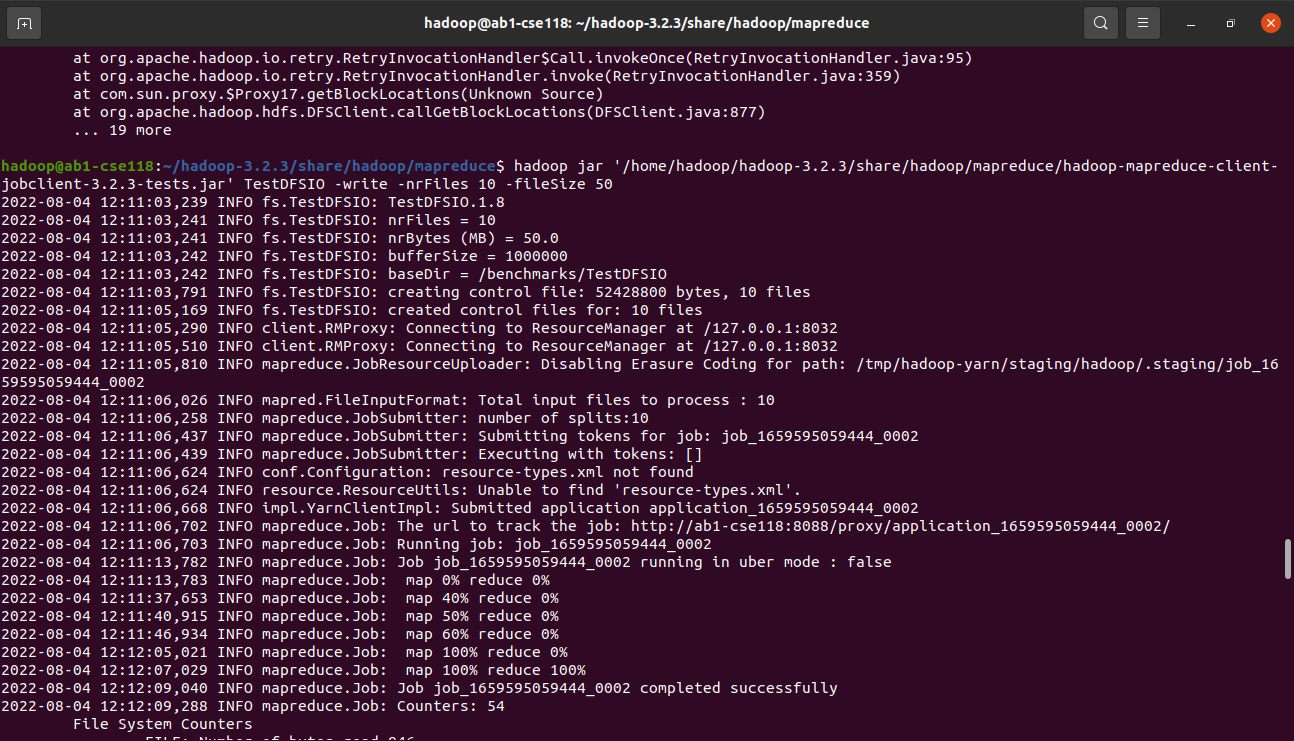 hadoop@ab1-cse118: ~/hadoop-3.2.3/share/hadoop/mapreduce
at org.apache.hadoop.io.retry.RetryInvocationHandler$Call.invokeOnce(RetryInvocationHandler.java:95)
at org.apache.hadoop.io.retry.RetryInvocationHandler.invoke(RetryInvocationHandler.java:359)
at com.sun.proxy.$Proxy17.getBlockLocations(Unknown Source)
at org.apache.hadoop.hdfs.DFSClient.callGetBlockLocations(DFSClient.java:877)
... 19 more
hadoop@ab1-cse118:~/hadoop-3.2.3/share/hadoop/mapreduce$ hadoop jar '/home/hadoop/hadoop-3.2.3/share/hadoop/mapreduce/hadoop-mapreduce-client-
jobclient-3.2.3-tests.jar' TestDFSIO -write -nrFiles 10 -fileSize 50
2022-08-04 12:11:03,239 INFO fs.TestDFSIO: TestDFSIO.1.8
2022-08-04 12:11:03,241 INFO fs.TestDFSIO: nrFiles = 10
2022-08-04 12:11:03,241 INFO fs.TestDFSIO: nrBytes (MB) = 50.0
2022-08-04 12:11:03,242 INFO fs.TestDFSIO: bufferSize = 1000000
2022-08-04 12:11:03,242 INFO fs.TestDFSIO: baseDir = /benchmarks/TestDFSIO
2022-08-04 12:11:03,791 INFO fs.TestDFSIO: creating control file: 52428800 bytes, 10 files
2022-08-04 12:11:05,169 INFO fs.TestDFSIO: created control files for: 10 files
2022-08-04 12:11:05,290 INFO client.RMProxy: Connecting to ResourceManager at /127.0.0.1:8032
2022-08-04 12:11:05,510 INFO client.RMProxy: Connecting to ResourceManager at /127.0.0.1:8032
2022-08-04 12:11:05,810 INFO mapreduce.JobResourceUploader: Disabling Erasure Coding for path: /tmp/hadoop-yarn/staging/hadoop/.staging/job_16
59595059444_0002
2022-08-04 12:11:06,026 INFO mapred.FileInputFormat: Total input files to process : 10
2022-08-04 12:11:06,258 INFO mapreduce.JobSubmitter: number of splits:10
2022-08-04 12:11:06,437 INFO mapreduce.JobSubmitter: Submitting tokens for job: job_1659595059444_0002
2022-08-04 12:11:06,439 INFO mapreduce.JobSubmitter: Executing with tokens: []
2022-08-04 12:11:06,624 INFO conf.Configuration: resource-types.xml not found
2022-08-04 12:11:06,624 INFO resource.ResourceUtils: Unable to find 'resource-types.xml'.
2022-08-04 12:11:06,668 INFO impl.YarnClientImpl: Submitted application application_1659595059444_0002
2022-08-04 12:11:06,702 INFO mapreduce.Job: The url to track the job: http://ab1-cse118:8088/proxy/application_1659595059444_0002/
2022-08-04 12:11:06,703 INFO mapreduce.Job: Running job: job_1659595059444_0002
2022-08-04 12:11:13,782 INFO mapreduce.Job: Job job_1659595059444_0002 running in uber mode : false
2022-08-04 12:11:13,783 INFO mapreduce.Job:  map 0% reduce 0%
2022-08-04 12:11:37,653 INFO mapreduce.Job:  map 40% reduce 0%
2022-08-04 12:11:40,915 INFO mapreduce.Job:  map 50% reduce 0%
2022-08-04 12:11:46,934 INFO mapreduce.Job:  map 60% reduce 0%
2022-08-04 12:12:05,021 INFO mapreduce.Job:  map 100% reduce 0%
2022-08-04 12:12:07,029 INFO mapreduce.Job:  map 100% reduce 100%
2022-08-04 12:12:09,040 INFO mapreduce.Job: Job job_1659595059444_0002 completed successfully
2022-08-04 12:12:09,288 INFO mapreduce.Job: Counters: 54
File System Counters
FILE: Number of bytes read